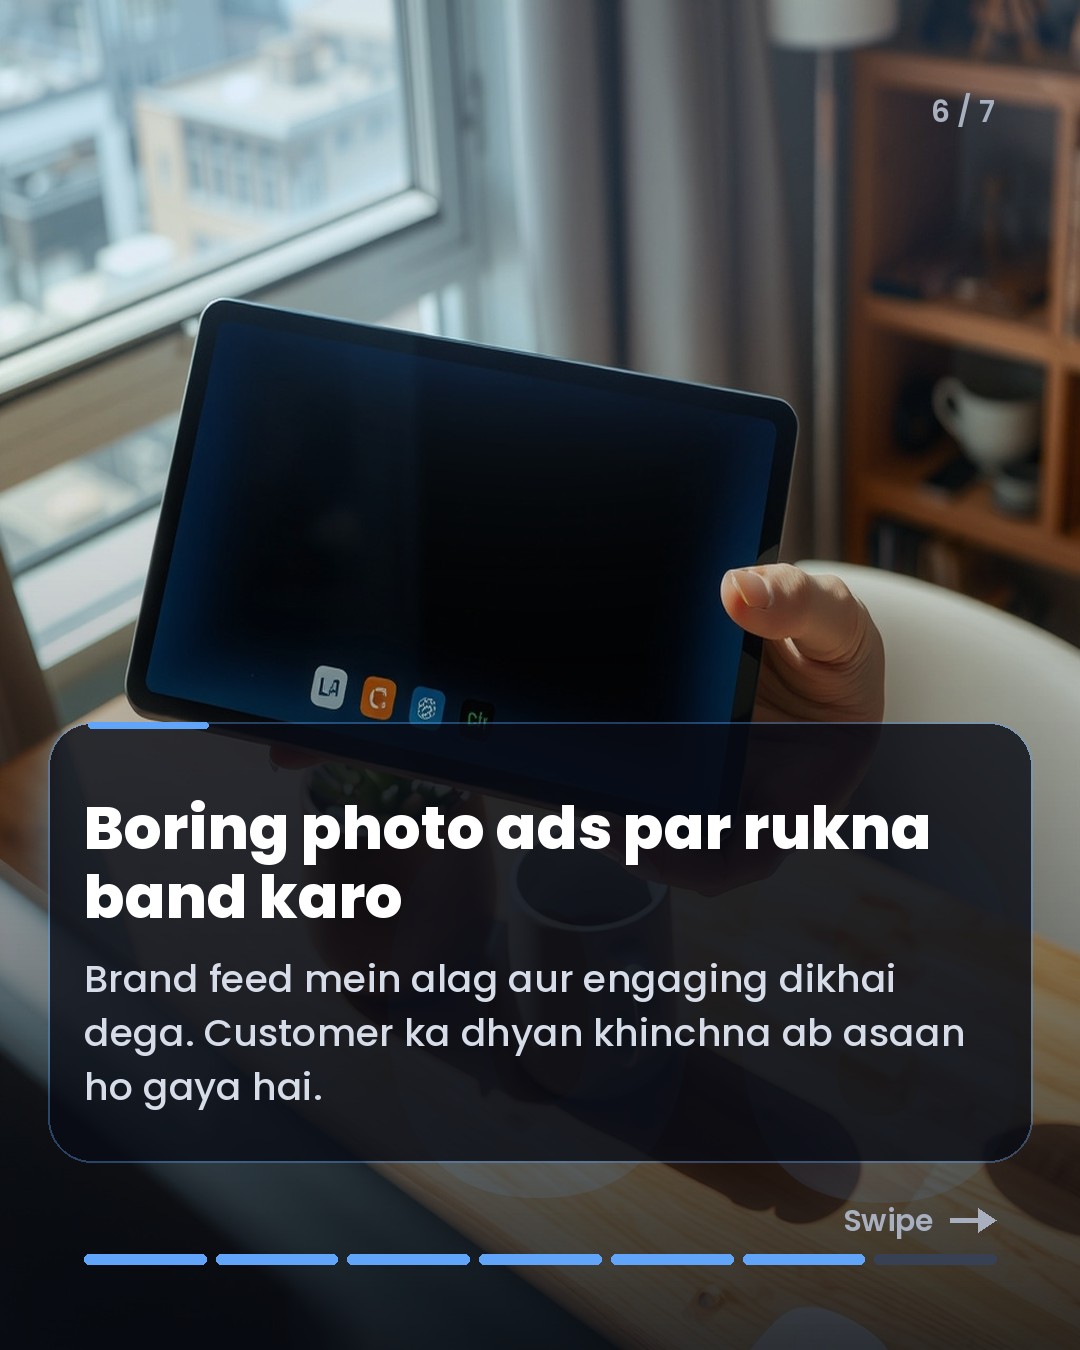 6 / 7
LA
C
Boring photo ads par rukna
band karo
Brand feed mein alag aur engaging dikhai
dega. Customer ka dhyan khinchna ab asaan
ho gaya hai.
Swipe